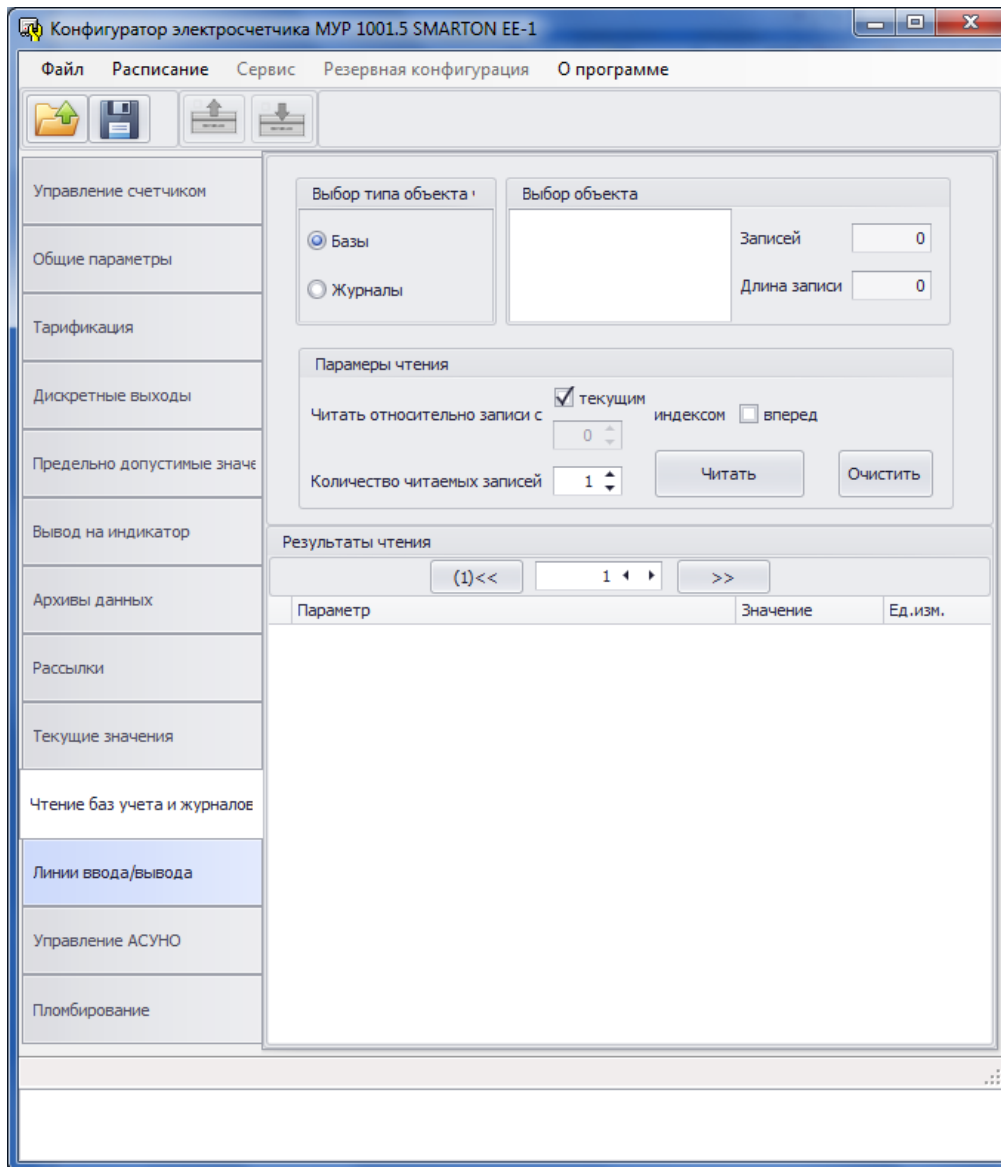 Конфигуратор электросчетчика МУР 1001.5 SMARTON EE-1
Файл Расписание Сервис Резервная конфигурация О программе
Управление счетчиком
Общие параметры
Тарификация
Дискретные выходы
Предельно допустимые значе
Вывод на индикатор
Архивы данных
Рассылки
Текущие значения
Чтение баз учета и журналов
Линии ввода/вывода
Управление АСУНО
Пломбирование
Выбор типа объекта
Базы
Журналы
Выбор объекта
Записей 0
Длина записи 0
Парамеры чтения
Читать относительно записи с
текущим
0
индексом
вперед
Количество читаемых записей 1
Читать
Очистить
Результаты чтения
(1)<< 1 >>
Параметр Значение Ед.изм.